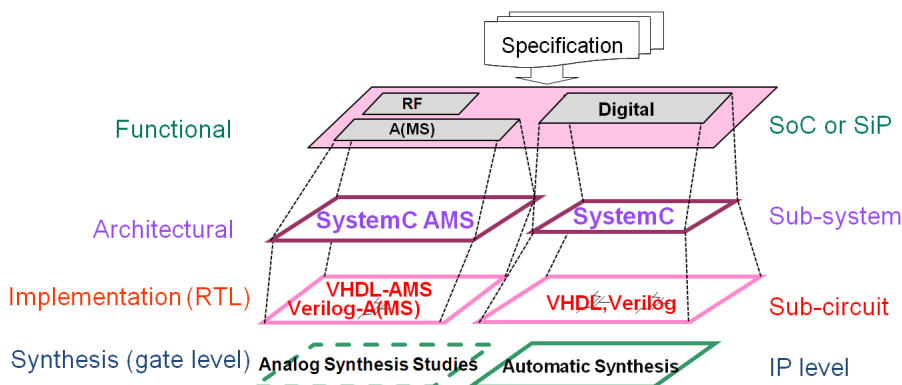 Specification
RF
Digital
Functional
A(MS)
SoC or SiP
Architectural
SystemC AMS
SystemC
Sub-system
Implementation (RTL)
VHDL-AMS
Verilog-A(MS)
VHDL,Verilog
Sub-circuit
Synthesis (gate level)
Analog Synthesis Studies
Automatic Synthesis
IP level